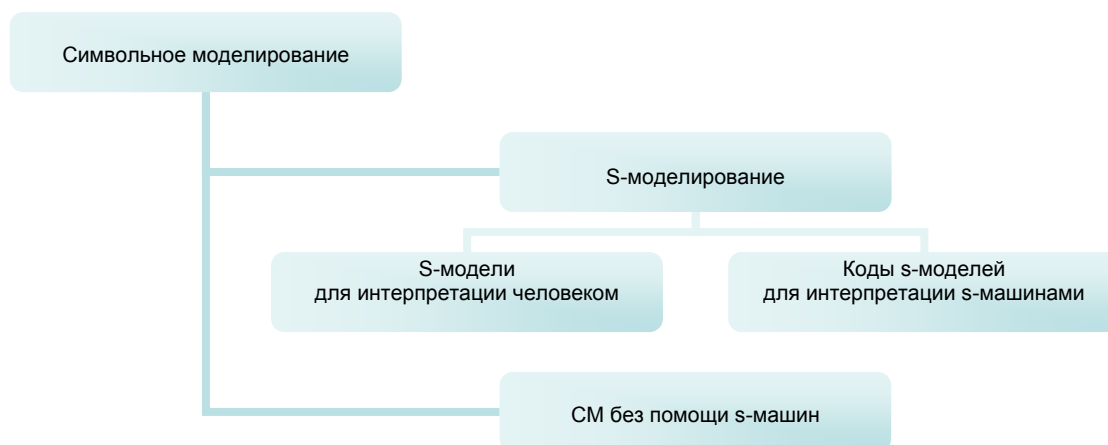 Символьное моделирование
S-моделирование
S-модели
для интерпретации человеком
Коды s-моделей
для интерпретации s-машинами
СМ без помощи s-машин